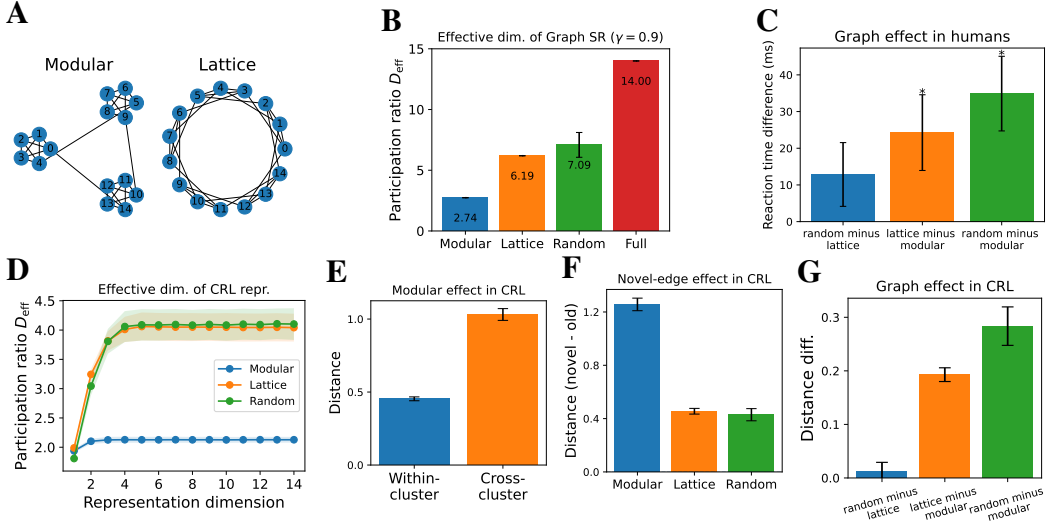 A
Modular
Lattice
7
6
5
8
9
2
1
0
3
4
12
11
10
13
14
5
4
3
2
1
0
14
13
12
11
10
9
8
7
6
B
Effective dim. of Graph SR (γ = 0.9)
Participation ratio D_eff
15
10
5
0
2.74
6.19
7.09
14.00
Modular
Lattice
Random
Full
C
Graph effect in humans
Reaction time difference (ms)
40
30
20
10
0
*
*
random minus
lattice
lattice minus
modular
random minus
modular
D
Effective dim. of CRL repr.
Participation ratio D_eff
4.5
4.0
3.5
3.0
2.5
2.0
Modular
Lattice
Random
2
4
6
8
10
12
14
Representation dimension
E
Modular effect in CRL
Distance
1.0
0.5
0.0
Within-
cluster
Cross-
cluster
F
Novel-edge effect in CRL
Distance (novel - old)
1.2
0.8
0.4
0.0
Modular
Lattice
Random
G
Graph effect in CRL
Distance diff.
0.3
0.2
0.1
0.0
random minus
lattice
lattice minus
modular
random minus
modular